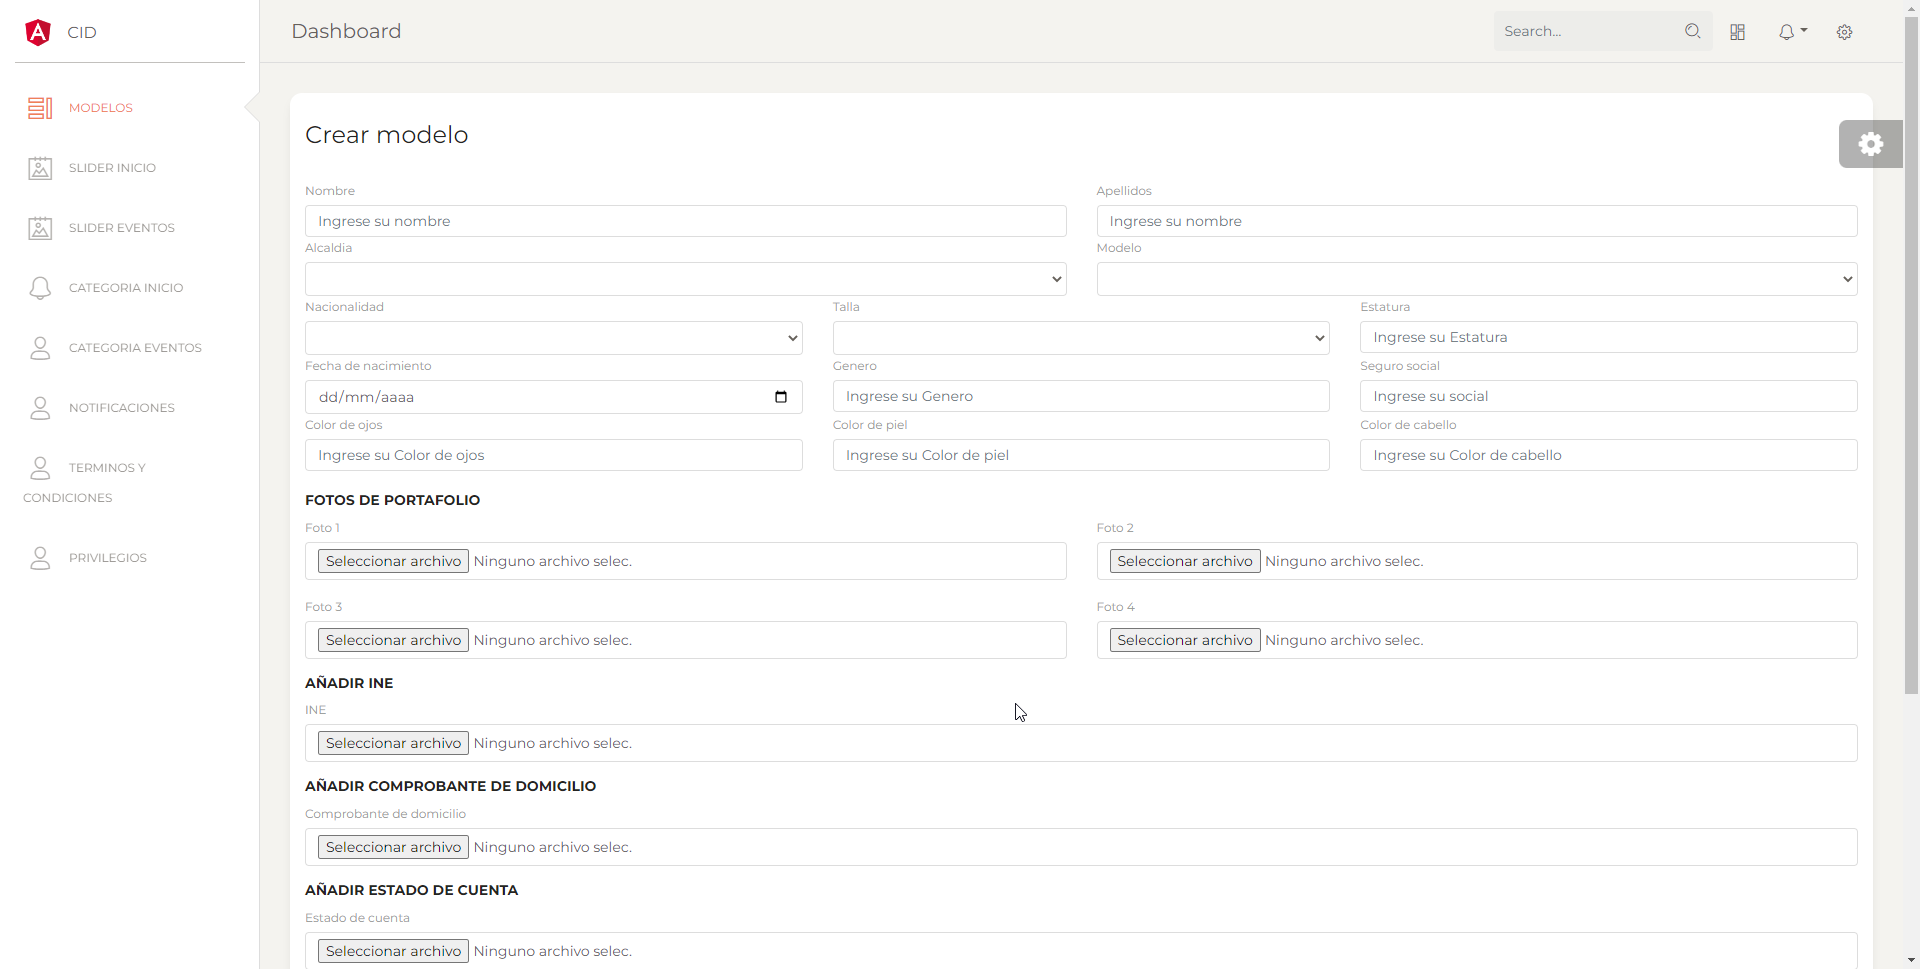 CID
Dashboard
Search...
MODELOS
SLIDER INICIO
SLIDER EVENTOS
CATEGORIA INICIO
CATEGORIA EVENTOS
NOTIFICACIONES
TERMINOS Y
CONDICIONES
PRIVILEGIOS
Crear modelo
Nombre
Apellidos
Ingrese su nombre
Ingrese su nombre
Alcaldia
Modelo
Nacionalidad
Talla
Estatura
Ingrese su Estatura
Fecha de nacimiento
Genero
Seguro social
dd/mm/aaaa
Ingrese su Genero
Ingrese su social
Color de ojos
Color de piel
Color de cabello
Ingrese su Color de ojos
Ingrese su Color de piel
Ingrese su Color de cabello
FOTOS DE PORTAFOLIO
Foto 1
Foto 2
Seleccionar archivo Ninguno archivo selec.
Seleccionar archivo Ninguno archivo selec.
Foto 3
Foto 4
Seleccionar archivo Ninguno archivo selec.
Seleccionar archivo Ninguno archivo selec.
AÑADIR INE
INE
Seleccionar archivo Ninguno archivo selec.
AÑADIR COMPROBANTE DE DOMICILIO
Comprobante de domicilio
Seleccionar archivo Ninguno archivo selec.
AÑADIR ESTADO DE CUENTA
Estado de cuenta
Seleccionar archivo Ninguno archivo selec.